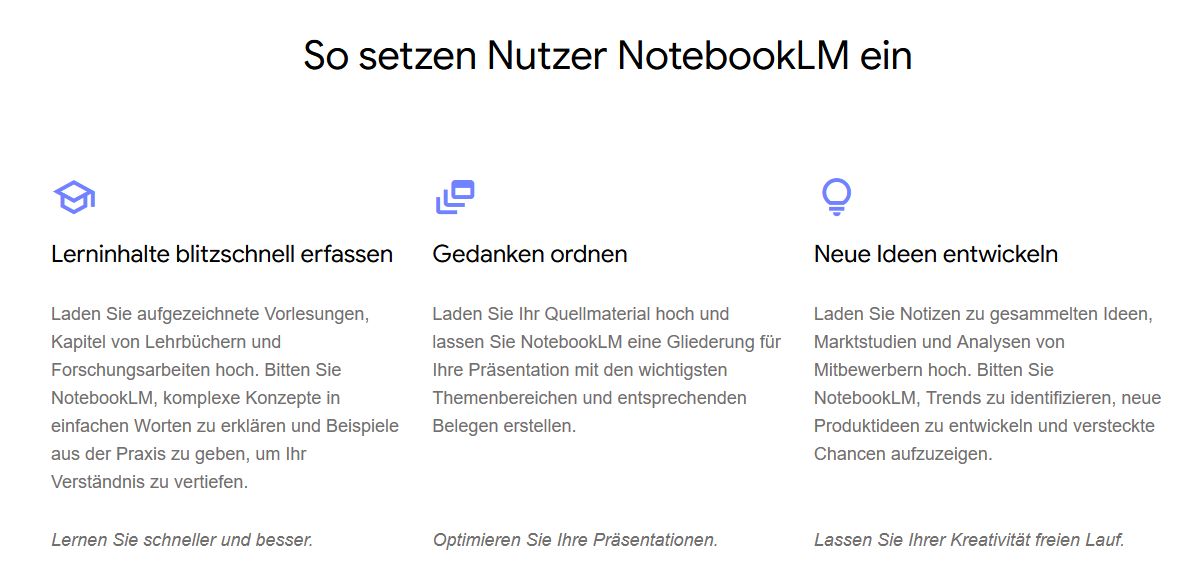 So setzen Nutzer NotebookLM ein
Lerninhalte blitzschnell erfassen
Laden Sie aufgezeichnete Vorlesungen,
Kapitel von Lehrbüchern und
Forschungsarbeiten hoch. Bitten Sie
NotebookLM, komplexe Konzepte in
einfachen Worten zu erklären und Beispiele
aus der Praxis zu geben, um Ihr
Verständnis zu vertiefen.
Lernen Sie schneller und besser.
Gedanken ordnen
Laden Sie Ihr Quellmaterial hoch und
lassen Sie NotebookLM eine Gliederung für
Ihre Präsentation mit den wichtigsten
Themenbereichen und entsprechenden
Belegen erstellen.
Optimieren Sie Ihre Präsentationen.
Neue Ideen entwickeln
Laden Sie Notizen zu gesammelten Ideen,
Marktstudien und Analysen von
Mitbewerbern hoch. Bitten Sie
NotebookLM, Trends zu identifizieren, neue
Produktideen zu entwickeln und versteckte
Chancen aufzuzeigen.
Lassen Sie Ihrer Kreativität freien Lauf.